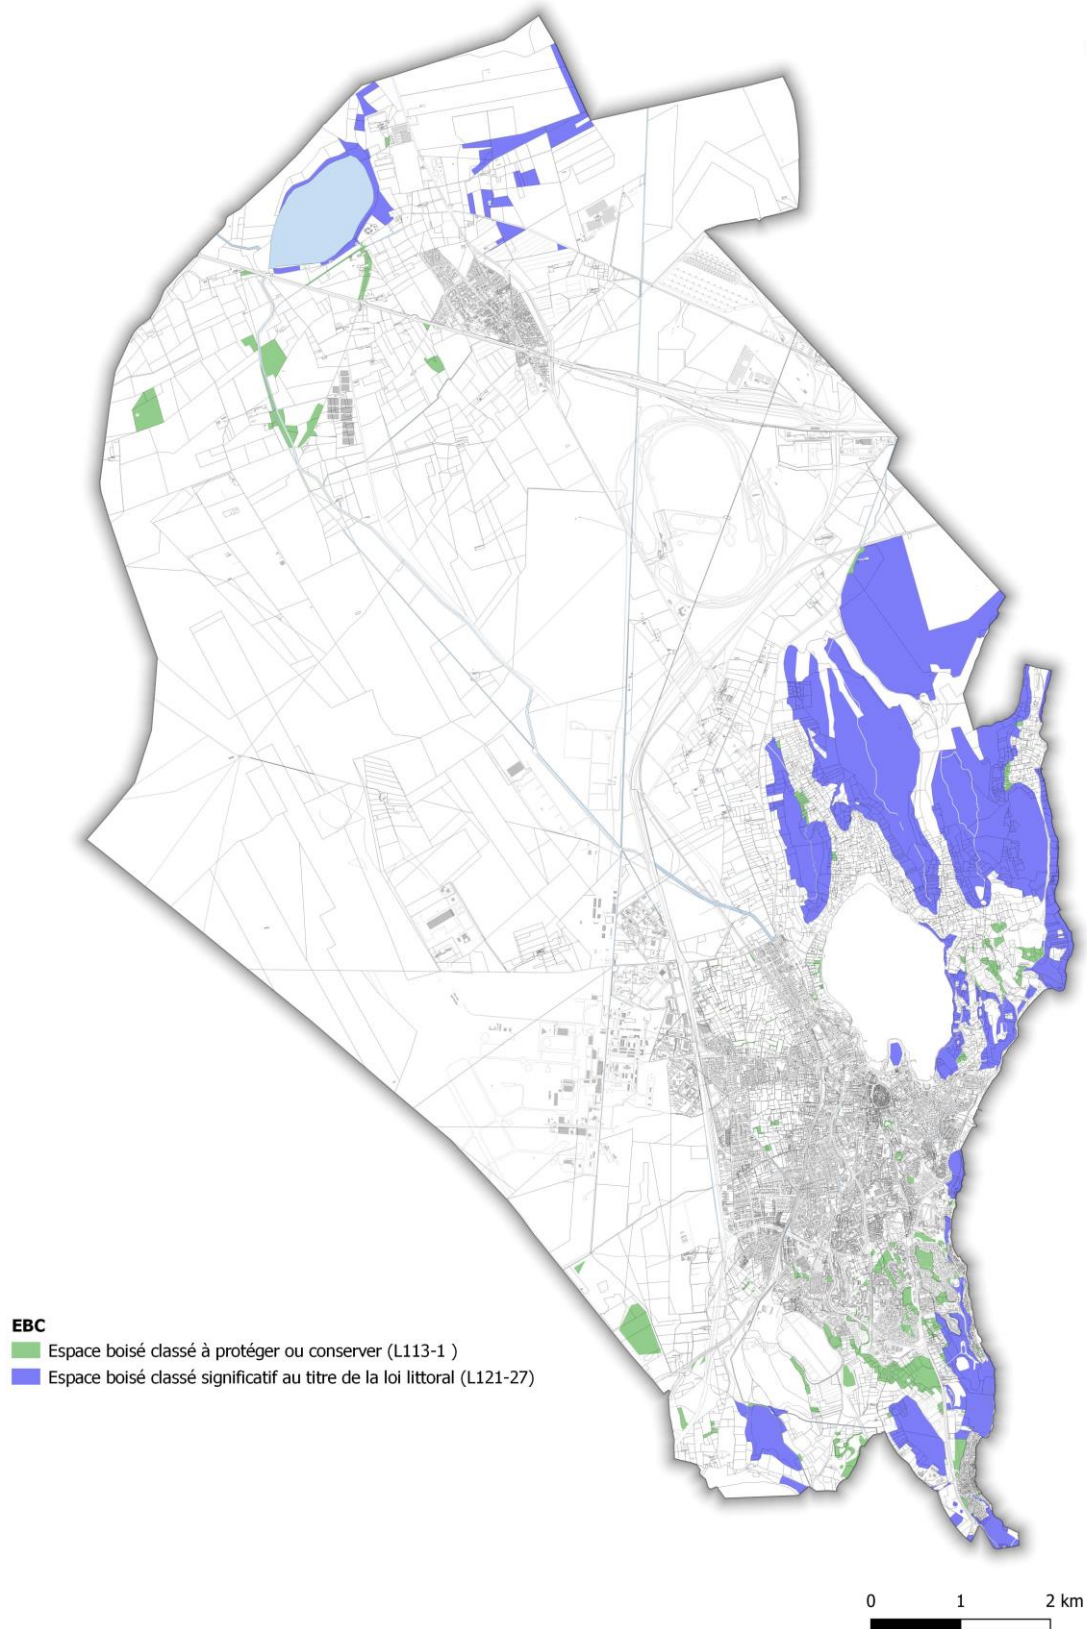 EBC
Espace boisé classé à protéger ou conserver (L113-1 )
Espace boisé classé significatif au titre de la loi littoral (L121-27)
0 1 2 km